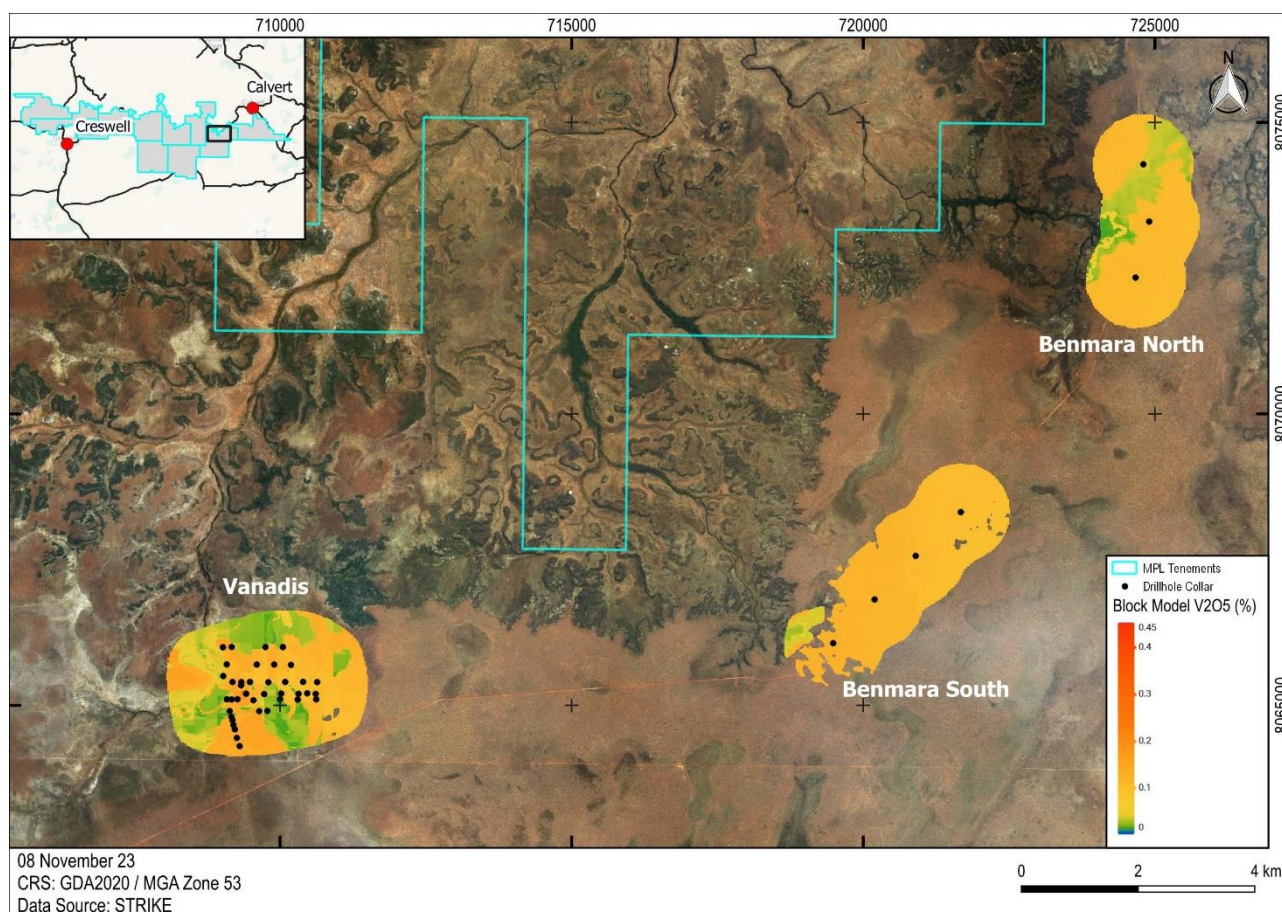 710000
715000
720000
725000
Calvert
Creswell
N
8075000
Benmara North
8070000
Vanadis
Benmara South
8065000
MPL Tenements
Drillhole Collar
Block Model V2O5 (%)
0.45
0.3
0.2
0.1
0
08 November 23
CRS: GDA2020 / MGA Zone 53
Data Source: STRIKE
0 2 4 km